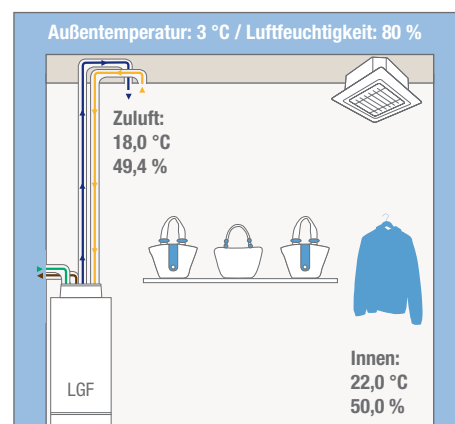 Außentemperatur: 3 °C / Luftfeuchtigkeit: 80 %
Zuluft:
18,0 °C
49,4 %
LGF
Innen:
22,0 °C
50,0 %